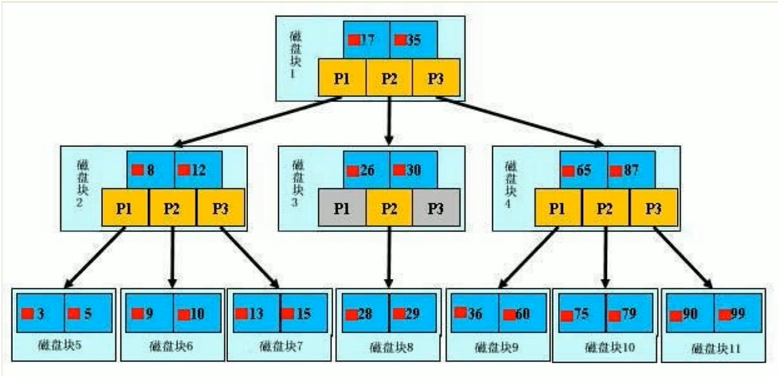 磁盘块1
17 35
P1 P2 P3
磁盘块2
8 12
P1 P2 P3
磁盘块3
26 30
P1 P2 P3
磁盘块4
65 87
P1 P2 P3
3 5
磁盘块5
9 10
磁盘块6
13 15
磁盘块7
28 29
磁盘块8
36 60
磁盘块9
75 79
磁盘块10
90 99
磁盘块11